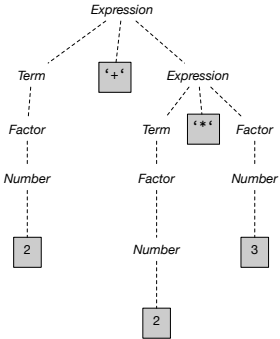 Expression
Term ‘+‘ Expression
Factor Term ‘*‘ Factor
Number Factor Number
2 Number 3
2